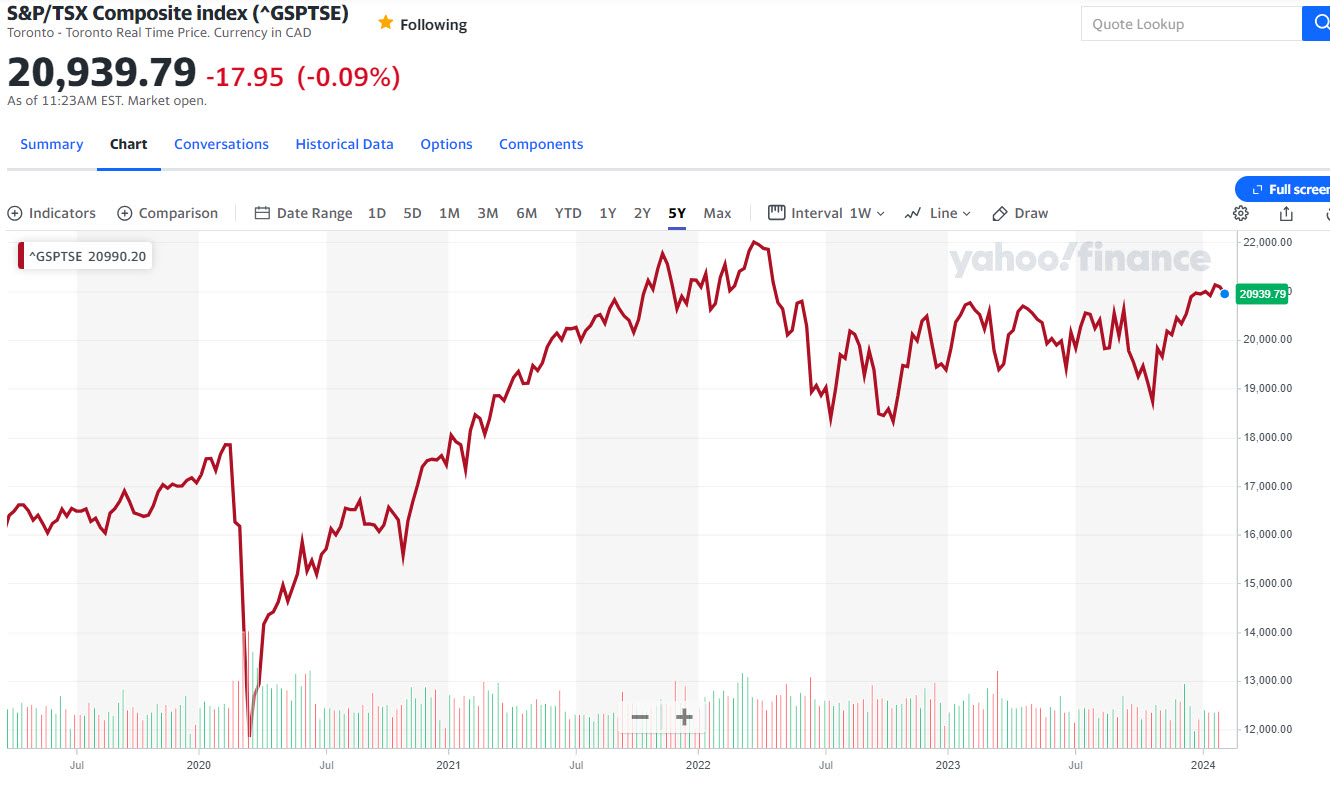 S&P/TSX Composite index (^GSPTSE)
Toronto - Toronto Real Time Price. Currency in CAD
Following
Quote Lookup
20,939.79 -17.95 (-0.09%)
As of 11:23AM EST. Market open.
Summary Chart Conversations Historical Data Options Components
Full screen
Indicators Comparison Date Range 1D 5D 1M 3M 6M YTD 1Y 2Y 5Y Max Interval 1W Line Draw
^GSPTSE 20990.20
yahoo!finance
22,000.00
20939.79
20,000.00
19,000.00
18,000.00
17,000.00
16,000.00
15,000.00
14,000.00
13,000.00
12,000.00
Jul 2020 Jul 2021 Jul 2022 Jul 2023 Jul 2024